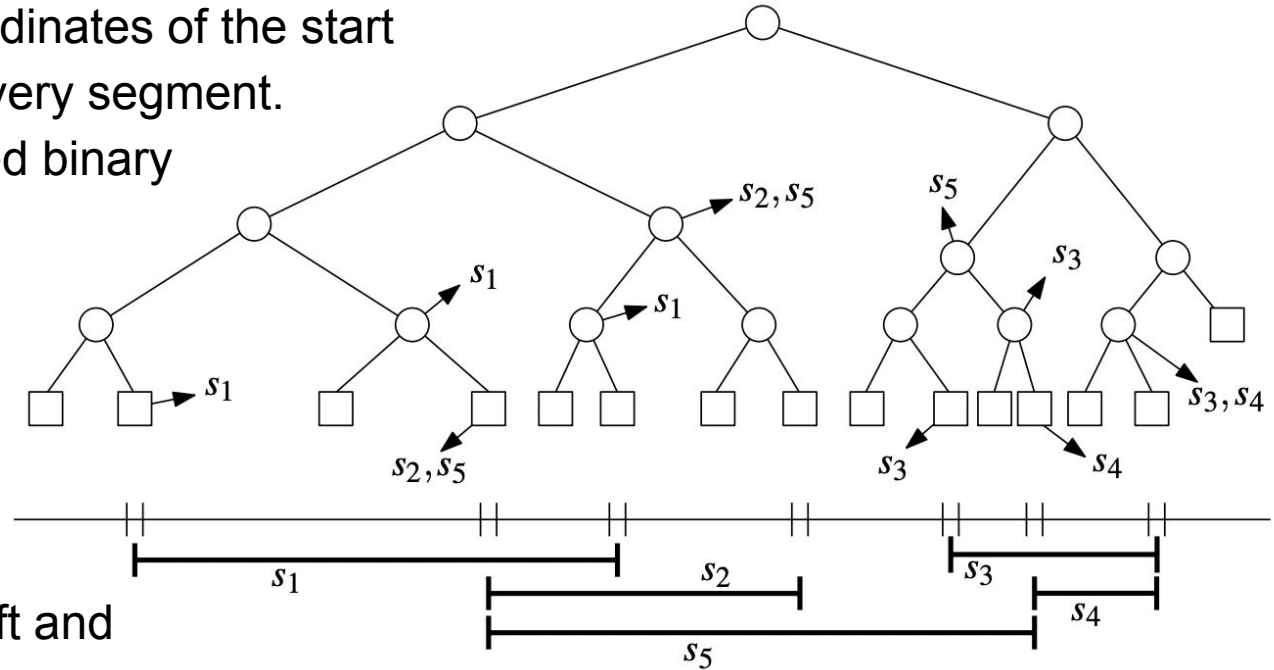 dinates of the start
very segment.
d binary
s5
s2, s5
s3
s1
s1
s1
s3, s4
s2, s5
s3
s4
s1
s2
s3
s4
ft and
s5